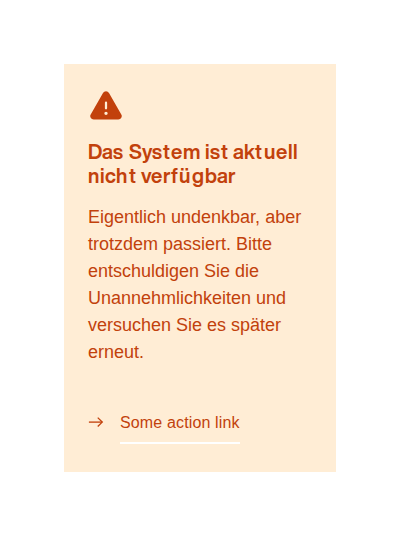 Das System ist aktuell
nicht verfügbar
Eigentlich undenkbar, aber
trotzdem passiert. Bitte
entschuldigen Sie die
Unannehmlichkeiten und
versuchen Sie es später
erneut.
Some action link